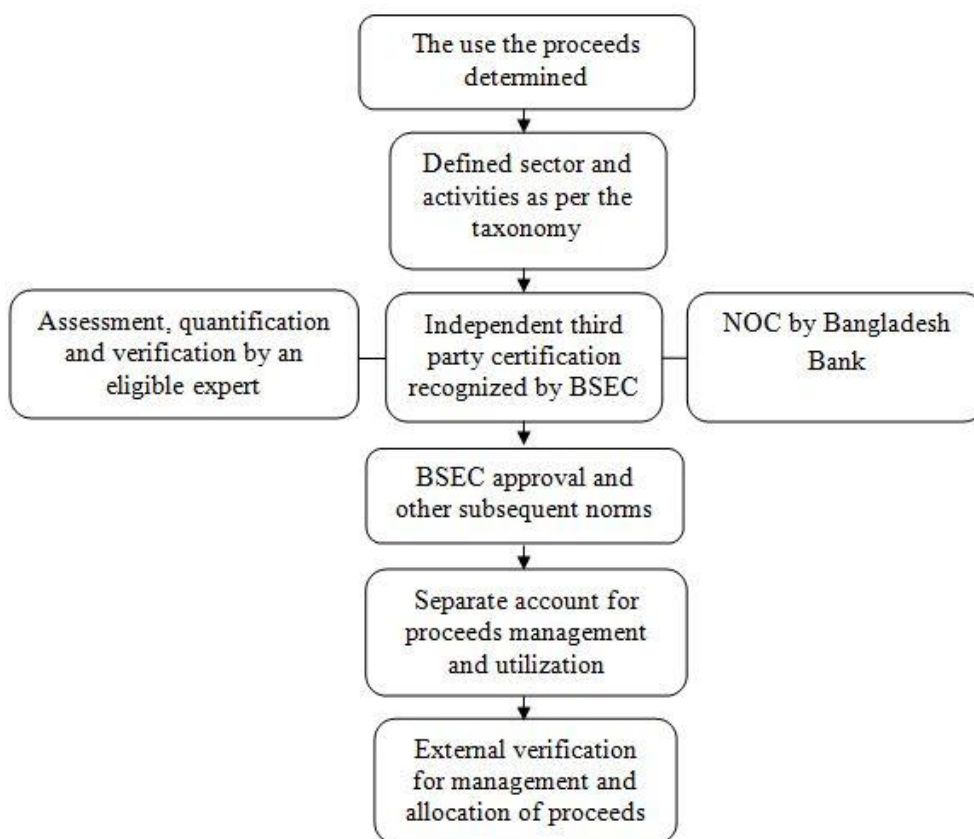 The use the proceeds
determined
Defined sector and
activities as per the
taxonomy
Assessment, quantification
and verification by an
eligible expert
Independent third
party certification
recognized by BSEC
NOC by Bangladesh
Bank
BSEC approval and
other subsequent norms
Separate account for
proceeds management
and utilization
External verification
for management and
allocation of proceeds